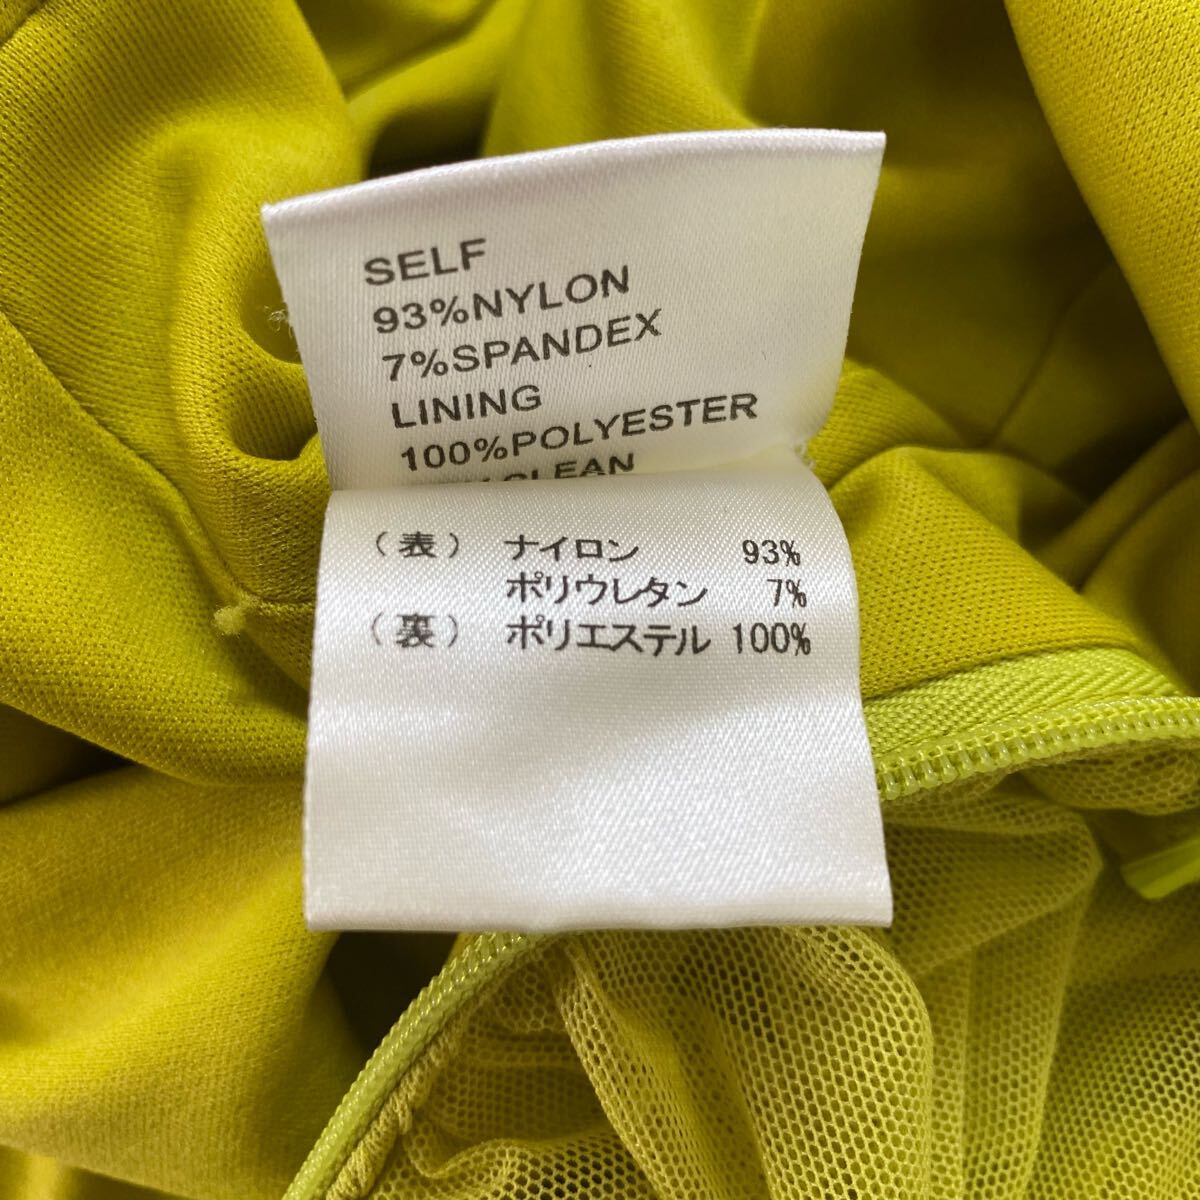 SELF
93%NYLON
7%SPANDEX
LINING
100%POLYESTER
CLEAN
（表） ナイロン 93%
ポリウレタン 7%
（裏） ポリエステル 100%